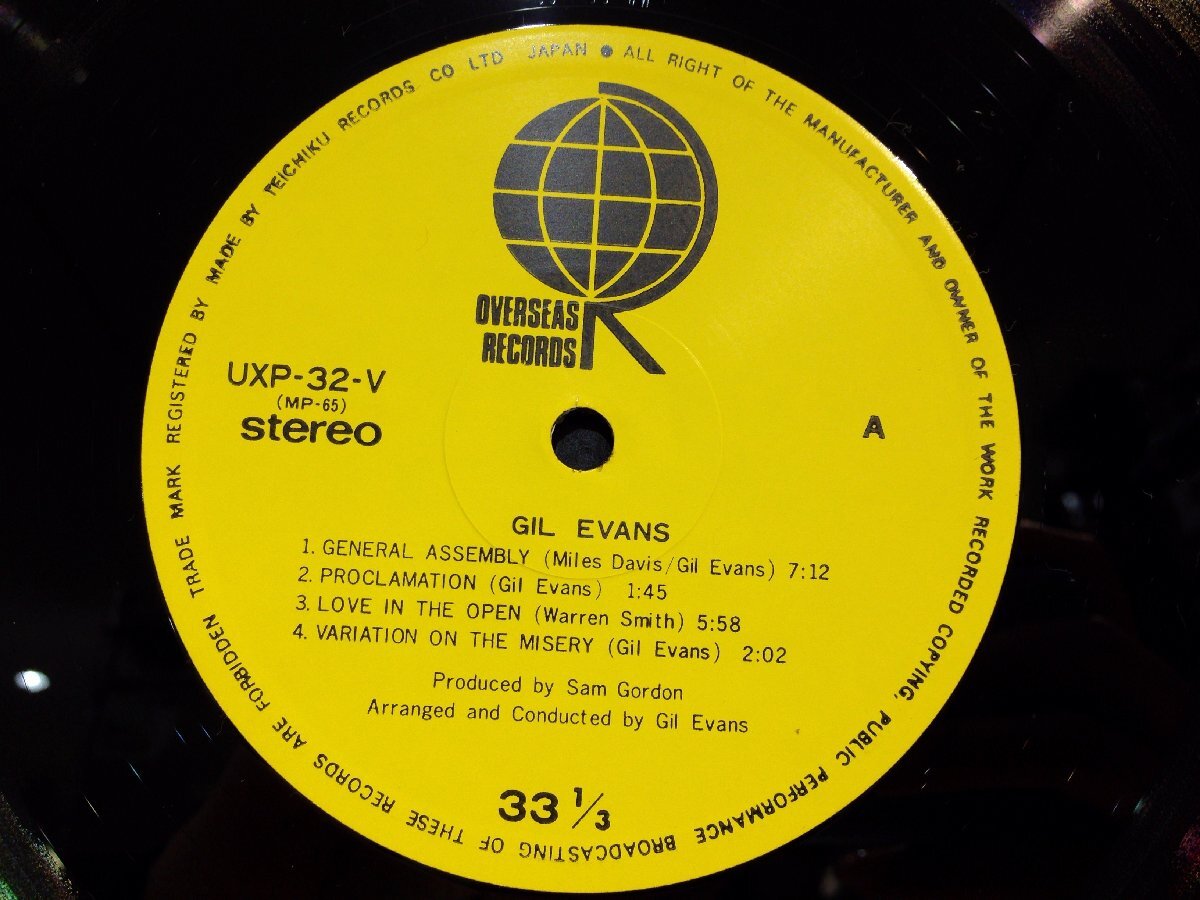 TRADE MARK REGISTERED BY MADE BY TEICHIKU RECORDS CO LTD JAPAN ● ALL RIGHT OF THE MANUFACTURER AND OWNER OF THE WORK RECORDED COPYING, PUBLIC PERFORMANCE BROADCASTING OF THESE RECORDS ARE FORBIDDEN
OVERSEAS
RECORDS
UXP-32-V
(MP-65)
stereo
A
GIL EVANS
1. GENERAL ASSEMBLY (Miles Davis/Gil Evans) 7:12
2. PROCLAMATION (Gil Evans) 1:45
3. LOVE IN THE OPEN (Warren Smith) 5:58
4. VARIATION ON THE MISERY (Gil Evans) 2:02
Produced by Sam Gordon
Arranged and Conducted by Gil Evans
33 1/3